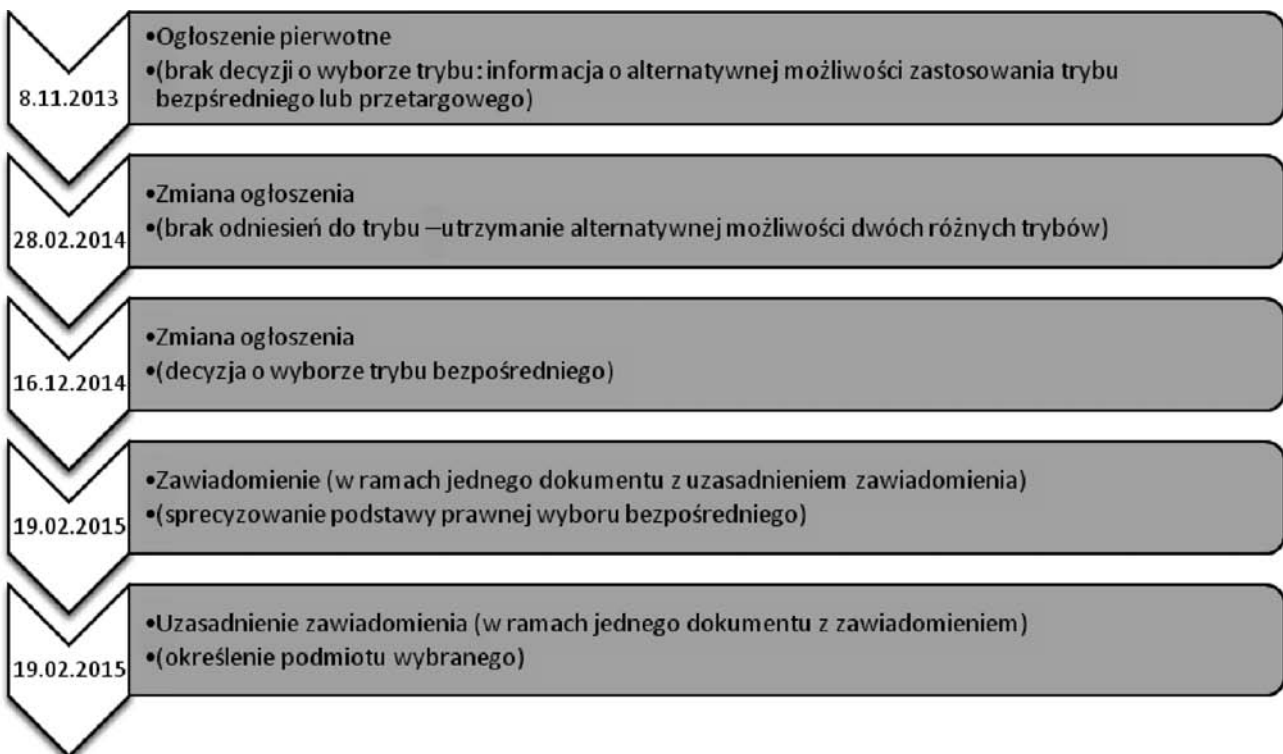 8.11.2013
•Ogłoszenie pierwotne
•(brak decyzji o wyborze trybu: informacja o alternatywnej możliwości zastosowania trybu
bezpśredniego lub przetargowego)
28.02.2014
•Zmiana ogłoszenia
•(brak odniesień do trybu –utrzymanie alternatywnej możliwości dwóch różnych trybów)
16.12.2014
•Zmiana ogłoszenia
•(decyzja o wyborze trybu bezpośredniego)
19.02.2015
•Zawiadomienie (w ramach jednego dokumentu z uzasadnieniem zawiadomienia)
•(sprecyzowanie podstawy prawnej wyboru bezpośredniego)
19.02.2015
•Uzasadnienie zawiadomienia (w ramach jednego dokumentu z zawiadomieniem)
•(określenie podmiotu wybranego)